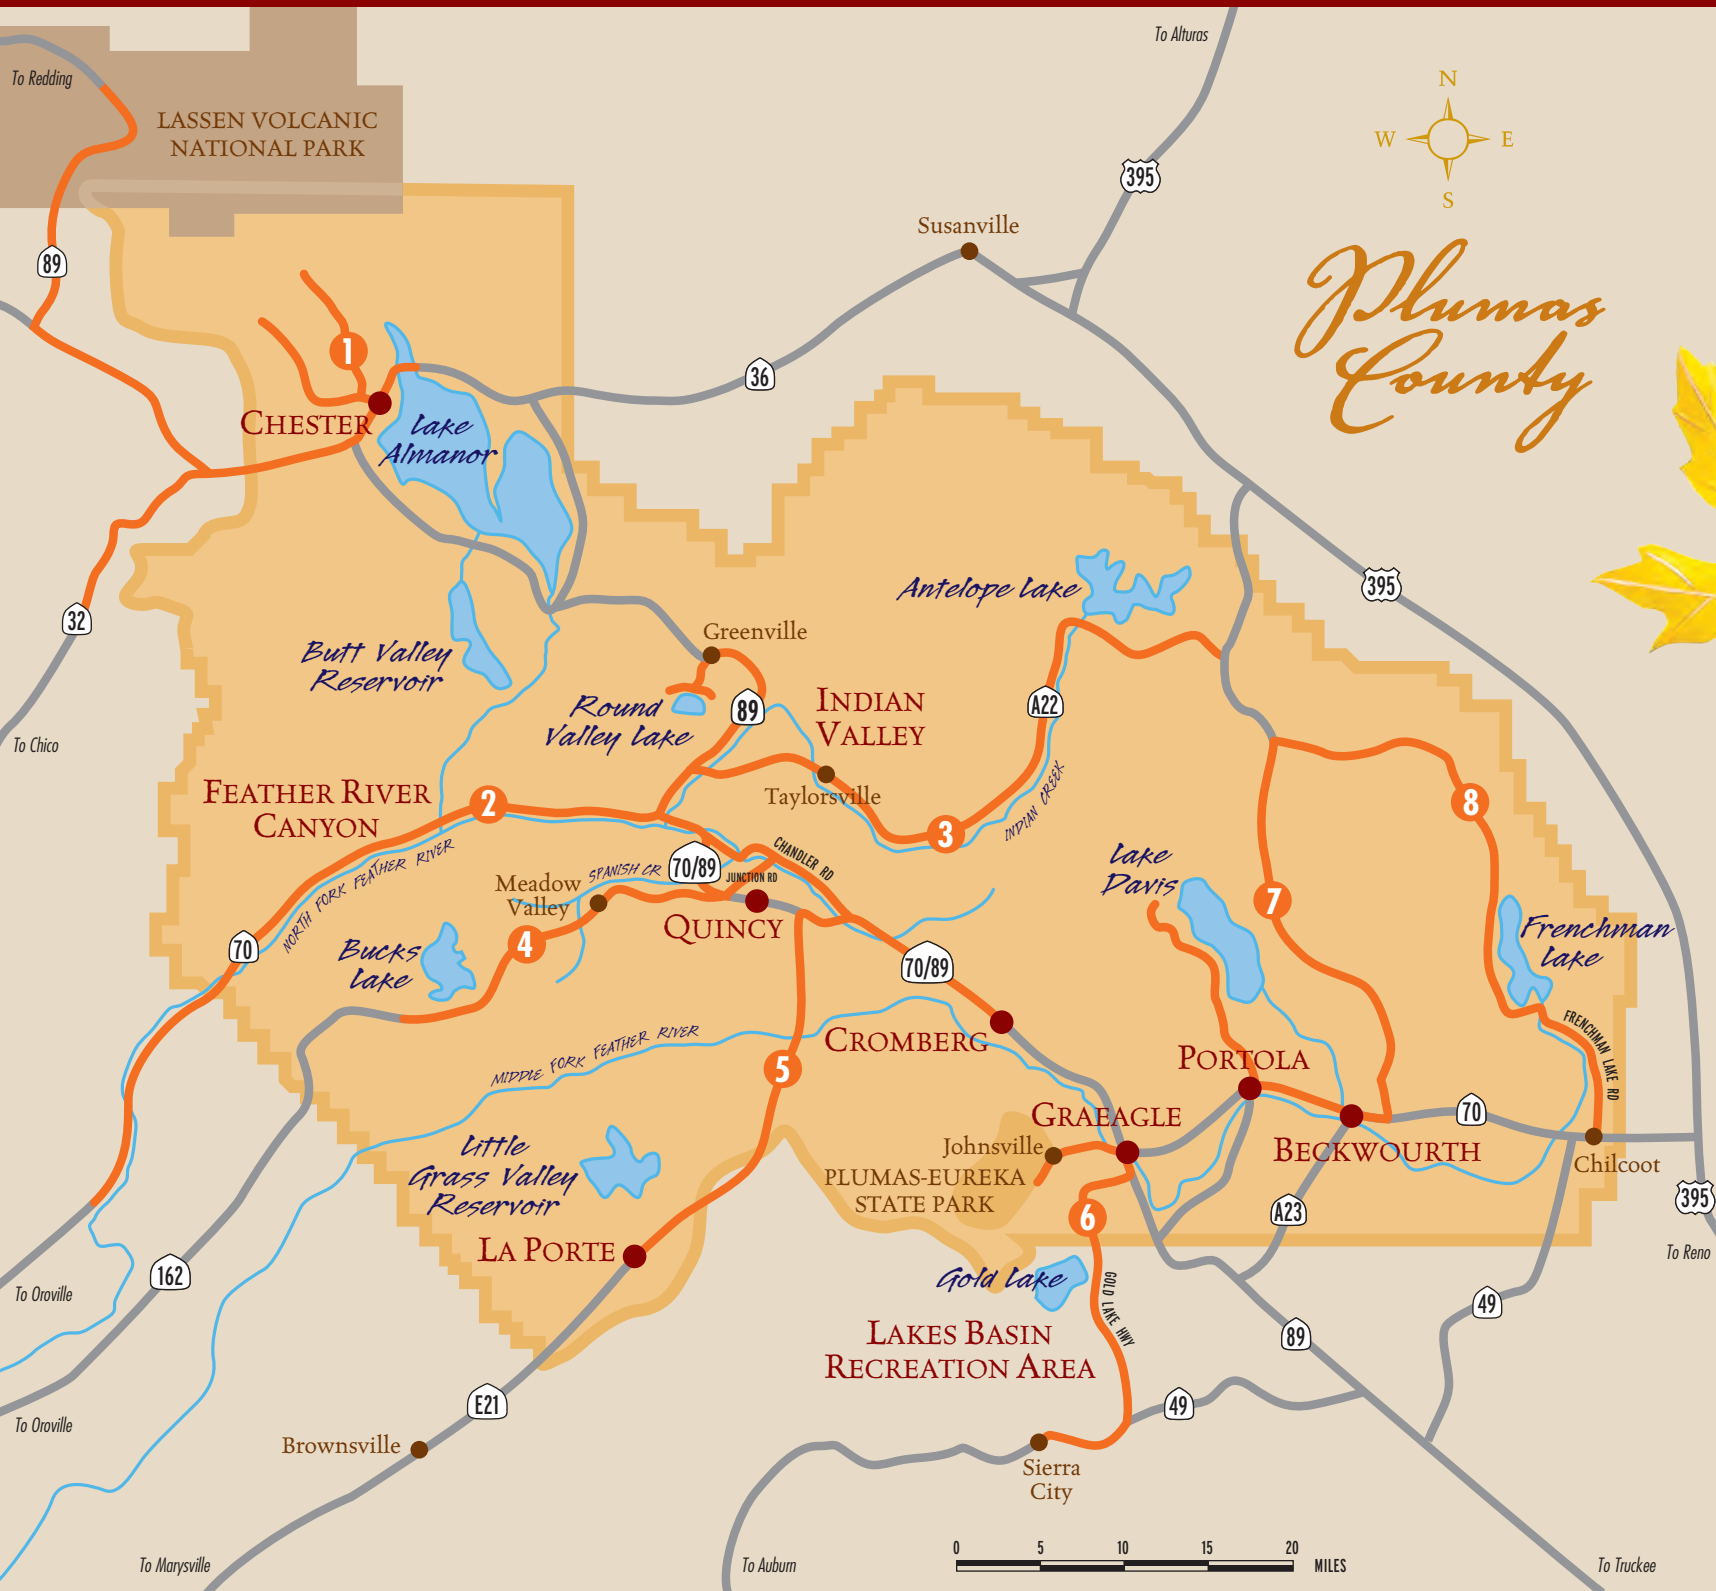 To Alturas
To Redding
LASSEN VOLCANIC
NATIONAL PARK
N
W
E
S
395
Plumas
County
Susanville
89
36
1
CHESTER
Lake
Almanor
32
To Chico
Butt Valley
Reservoir
Antelope Lake
395
Greenville
Round
Valley Lake
89
INDIAN
VALLEY
A22
Taylorsville
INDIAN CREEK
3
FEATHER RIVER
CANYON
2
NORTH FORK FEATHER RIVER
70
8
7
Lake
Davis
Frenchman
Lake
FRENCHMAN LAKE RD
CHANDLER RD
70/89
JUNCTION RD
SPANISH CR
Meadow
Valley
QUINCY
4
Bucks
Lake
70/89
CROMBERG
MIDDLE FORK FEATHER RIVER
5
PORTOLA
GRAEAGLE
BECKWOURTH
70
Chilcoot
395
To Reno
Johnsville
PLUMAS-EUREKA
STATE PARK
6
A23
Little
Grass Valley
Reservoir
LA PORTE
162
To Oroville
To Oroville
Gold Lake
GOLD LAKE HWY
LAKES BASIN
RECREATION AREA
49
89
49
E21
Brownsville
Sierra
City
To Marysville
To Auburn
0 5 10 15 20
MILES
To Truckee